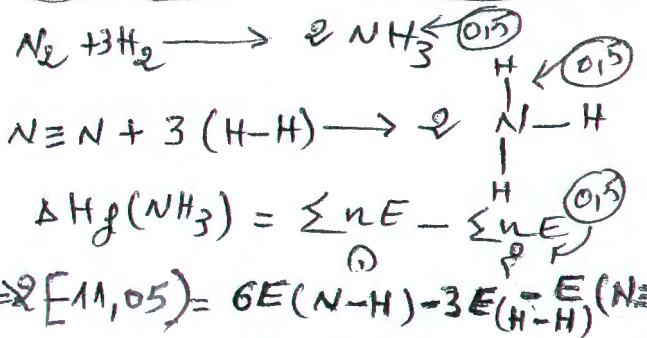 N₂ + 3H₂ ⟶ 2 NH₃ ← 0,5
N≡N + 3 (H–H) ⟶ 2 H–N(–H)–H ← 0,5
ΔHf(NH₃) = ΣnE – ΣnE 0,5
2[-11,05) = 6E(N–H) – 3E(H–H) – E(N≡